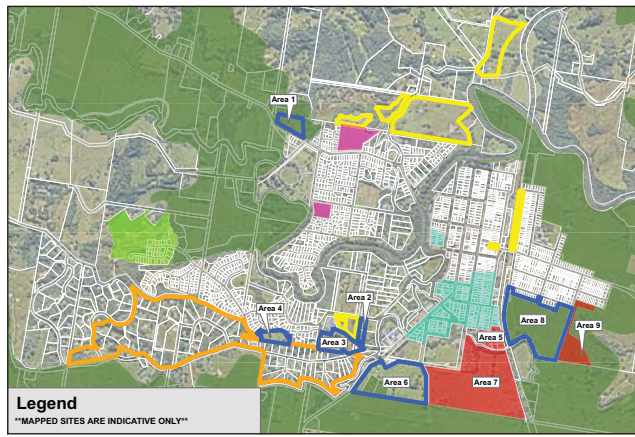 Area 1
Area 2
Area 4
Area 3
Area 5
Area 8
Area 9
Area 6
Area 7
Legend
**MAPPED SITES ARE INDICATIVE ONLY**